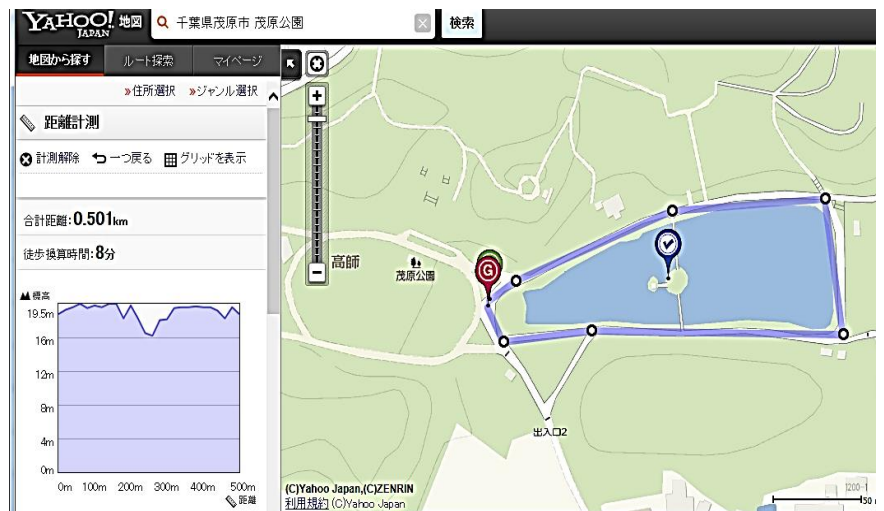 YAHOO! JAPAN 地図
千葉県茂原市 茂原公園
検索
地図から探す
ルート探索
マイページ
»住所選択 »ジャンル選択
距離計測
計測解除 一つ戻る グリッドを表示
合計距離:0.501km
徒歩換算時間:8分
標高
19.5m
16m
12m
8m
4m
0m
0m 100m 200m 300m 400m 500m
距離
高師
茂原公園
G
出入口2
(C)Yahoo Japan,(C)ZENRIN
利用規約 (C)Yahoo Japan
1200-1
50